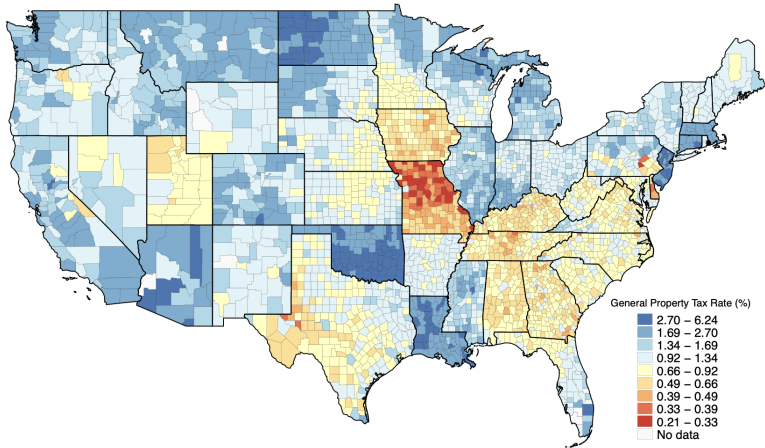 General Property Tax Rate (%)
2.70 – 6.24
1.69 – 2.70
1.34 – 1.69
0.92 – 1.34
0.66 – 0.92
0.49 – 0.66
0.39 – 0.49
0.33 – 0.39
0.21 – 0.33
No data